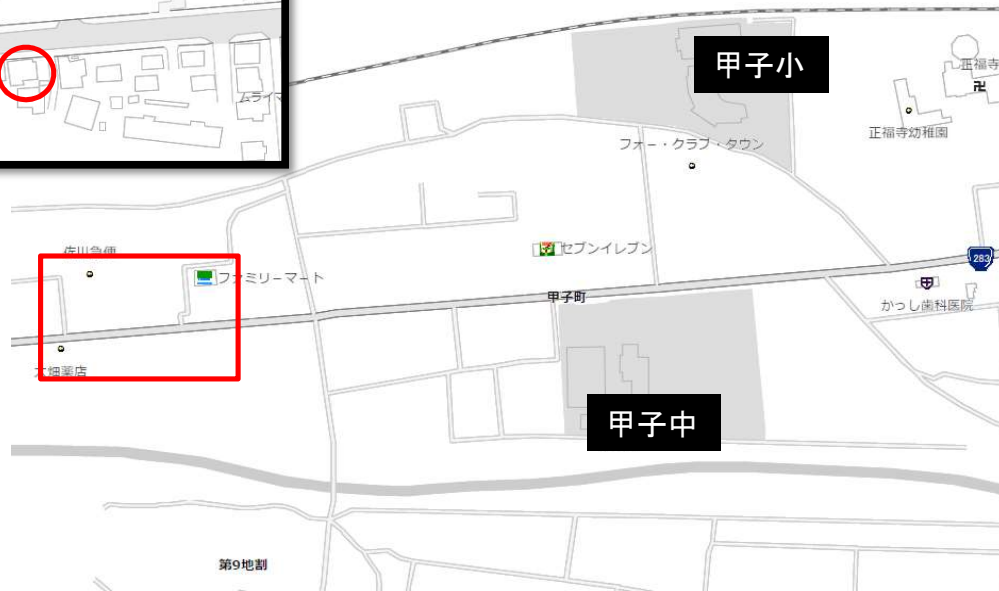 甲子小
正福寺
正福寺幼稚園
フォー・クラブ・タウン
ムライ
佐川急便
セブンイレブン
283
ファミリーマート
甲子町
かっし歯科医院
大畑薬店
甲子中
第9地割